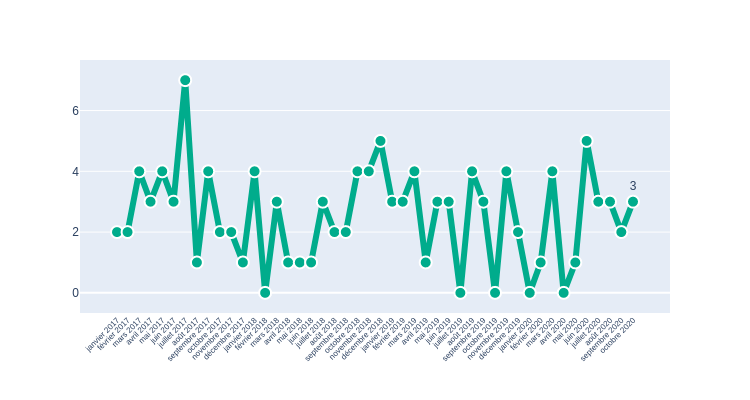 6
4
2
0
3
janvier 2017
février 2017
mars 2017
avril 2017
mai 2017
juin 2017
juillet 2017
août 2017
septembre 2017
octobre 2017
novembre 2017
décembre 2017
janvier 2018
février 2018
mars 2018
avril 2018
mai 2018
juin 2018
juillet 2018
août 2018
septembre 2018
octobre 2018
novembre 2018
décembre 2018
janvier 2019
février 2019
mars 2019
avril 2019
mai 2019
juin 2019
juillet 2019
août 2019
septembre 2019
octobre 2019
novembre 2019
décembre 2019
janvier 2020
février 2020
mars 2020
avril 2020
mai 2020
juin 2020
juillet 2020
août 2020
septembre 2020
octobre 2020